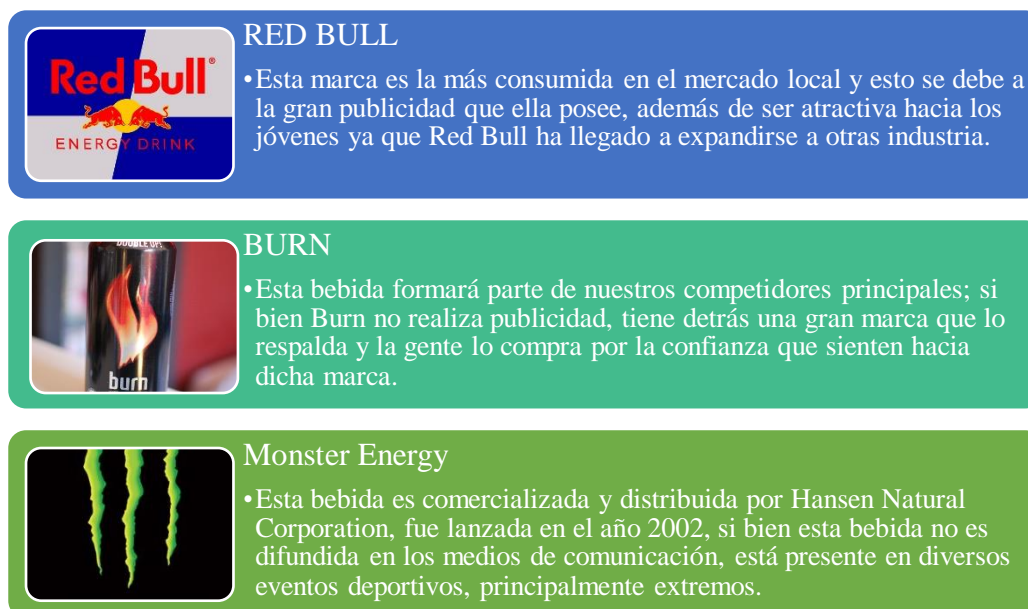 RED BULL
Red Bull®
ENERGY DRINK
•Esta marca es la más consumida en el mercado local y esto se debe a
la gran publicidad que ella posee, además de ser atractiva hacia los
jóvenes ya que Red Bull ha llegado a expandirse a otras industria.
BURN
DOUBLE UP!
burn
•Esta bebida formará parte de nuestros competidores principales; si
bien Burn no realiza publicidad, tiene detrás una gran marca que lo
respalda y la gente lo compra por la confianza que sienten hacia
dicha marca.
Monster Energy
•Esta bebida es comercializada y distribuida por Hansen Natural
Corporation, fue lanzada en el año 2002, si bien esta bebida no es
difundida en los medios de comunicación, está presente en diversos
eventos deportivos, principalmente extremos.